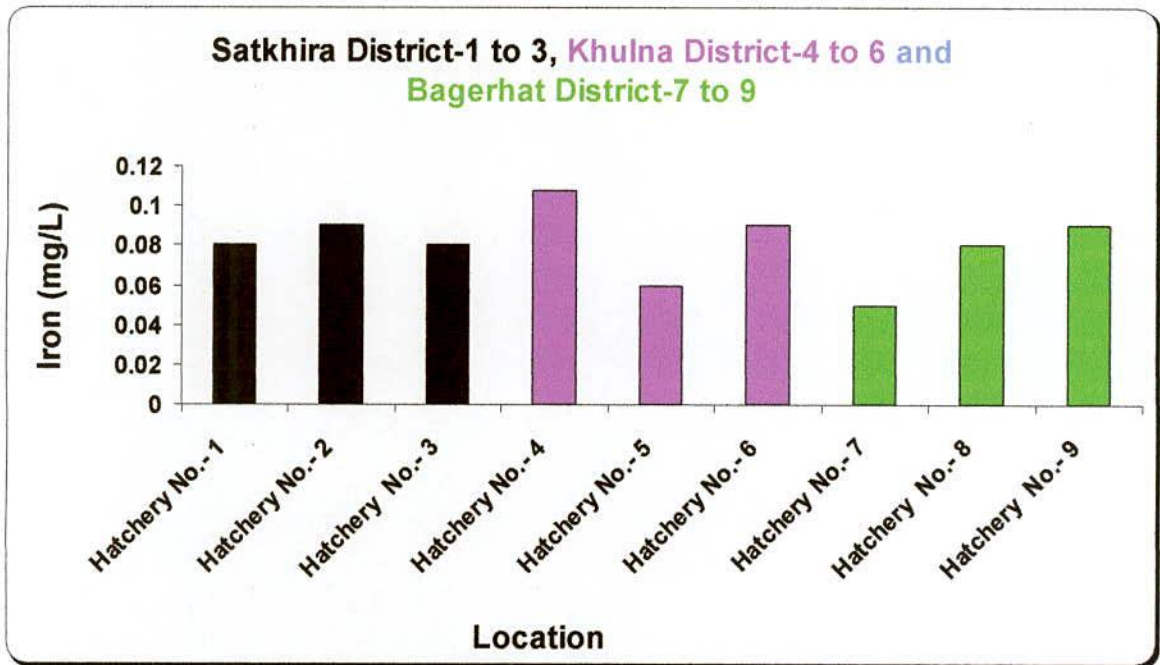 Satkhira District-1 to 3, Khulna District-4 to 6 and
Bagerhat District-7 to 9
Iron (mg/L)
0.12
0.1
0.08
0.06
0.04
0.02
0
Hatchery No.- 1
Hatchery No.- 2
Hatchery No.- 3
Hatchery No.- 4
Hatchery No.- 5
Hatchery No.- 6
Hatchery No.- 7
Hatchery No.- 8
Hatchery No.- 9
Location